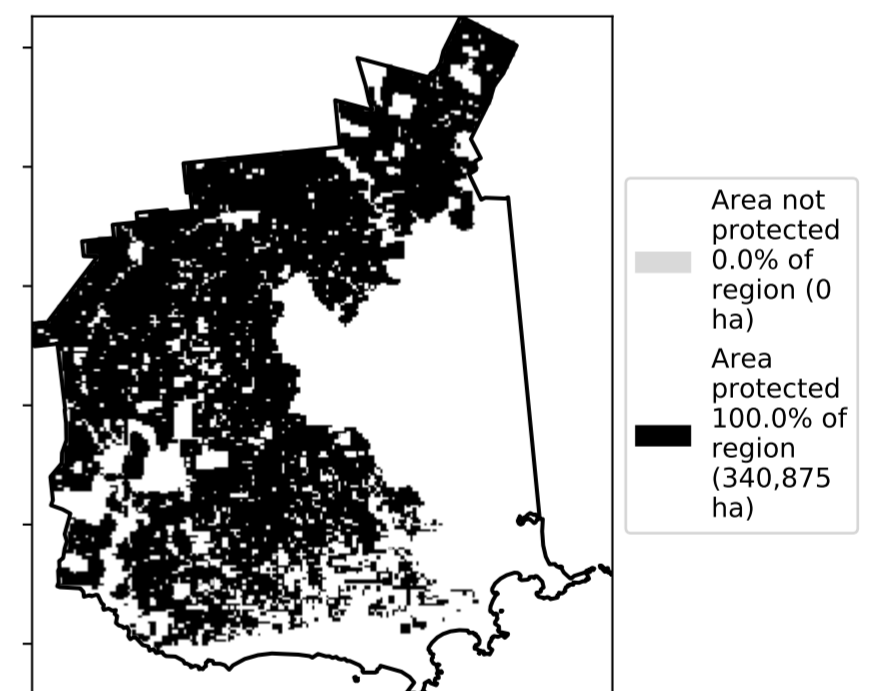 Area not
protected
0.0% of
region (0
ha)
Area
protected
100.0% of
region
(340,875
ha)